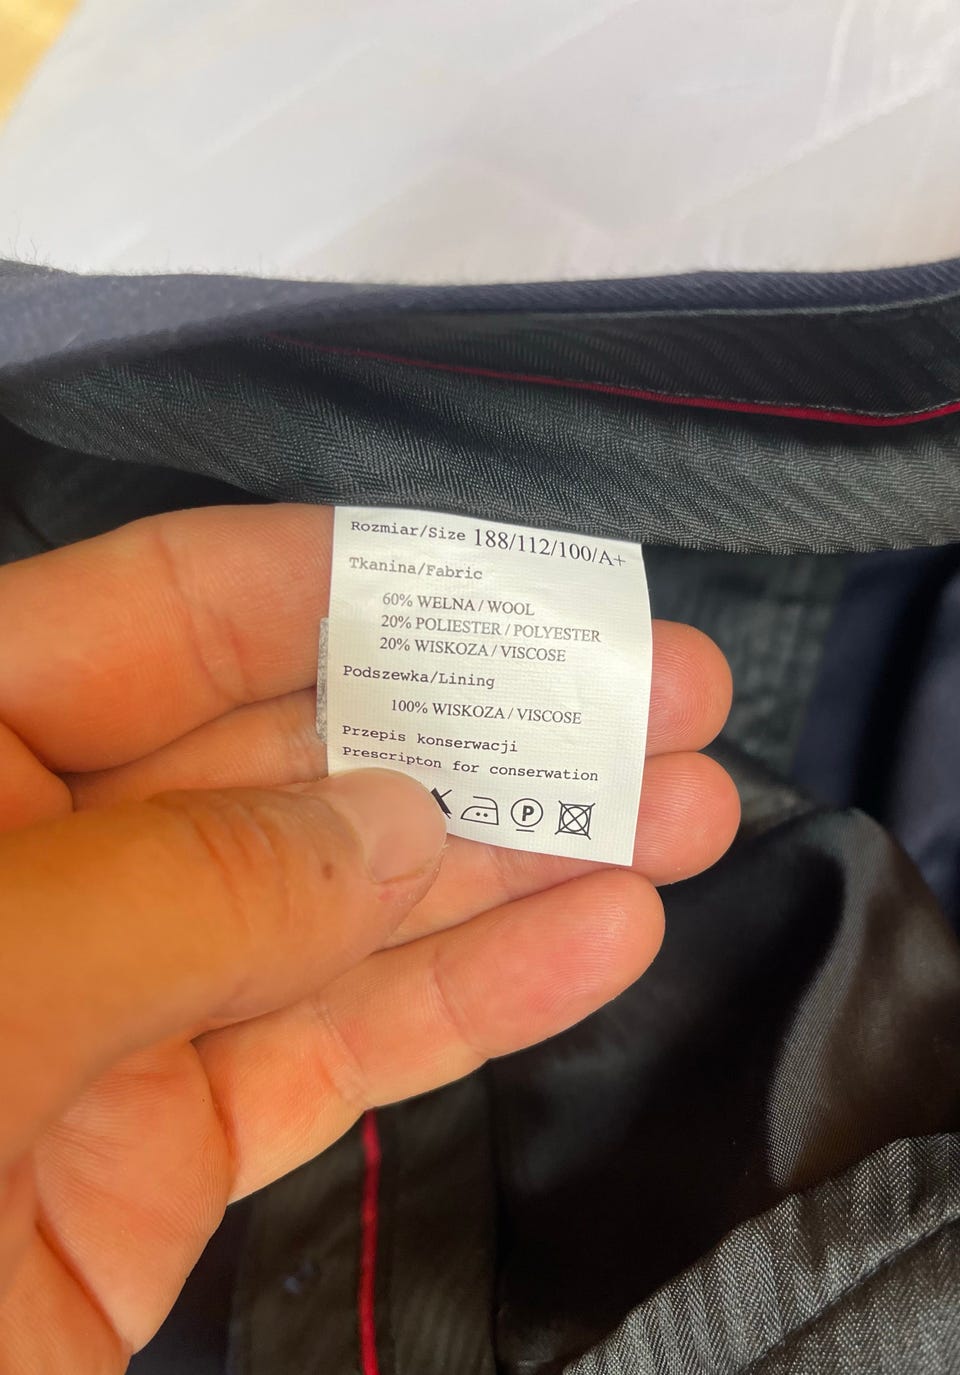 Rozmiar/Size 188/112/100/A+
Tkanina/Fabric
60% WELNA / WOOL
20% POLIESTER / POLYESTER
20% WISKOZA / VISCOSE
Podszewka/Lining
100% WISKOZA / VISCOSE
Przepis konserwacji
Prescripton for conserwation
P